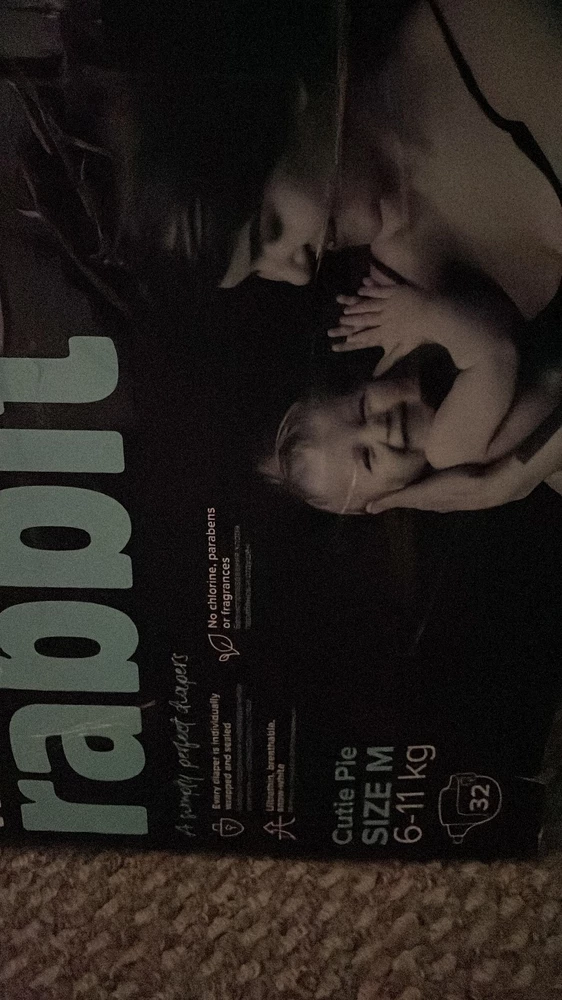 rabbit
A simply perfect diapers
Every diaper is individually
wrapped and sealed
No chlorine, parabens
or fragrances
Ultrathin, breathable,
Cutie Pie
SIZE M
6-11 kg
32